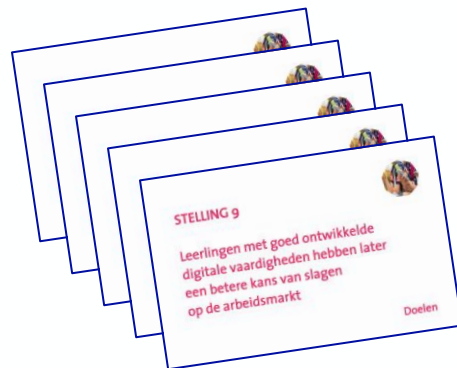 STELLING 9
Leerlingen met goed ontwikkelde
digitale vaardigheden hebben later
een betere kans van slagen
op de arbeidsmarkt
Doelen